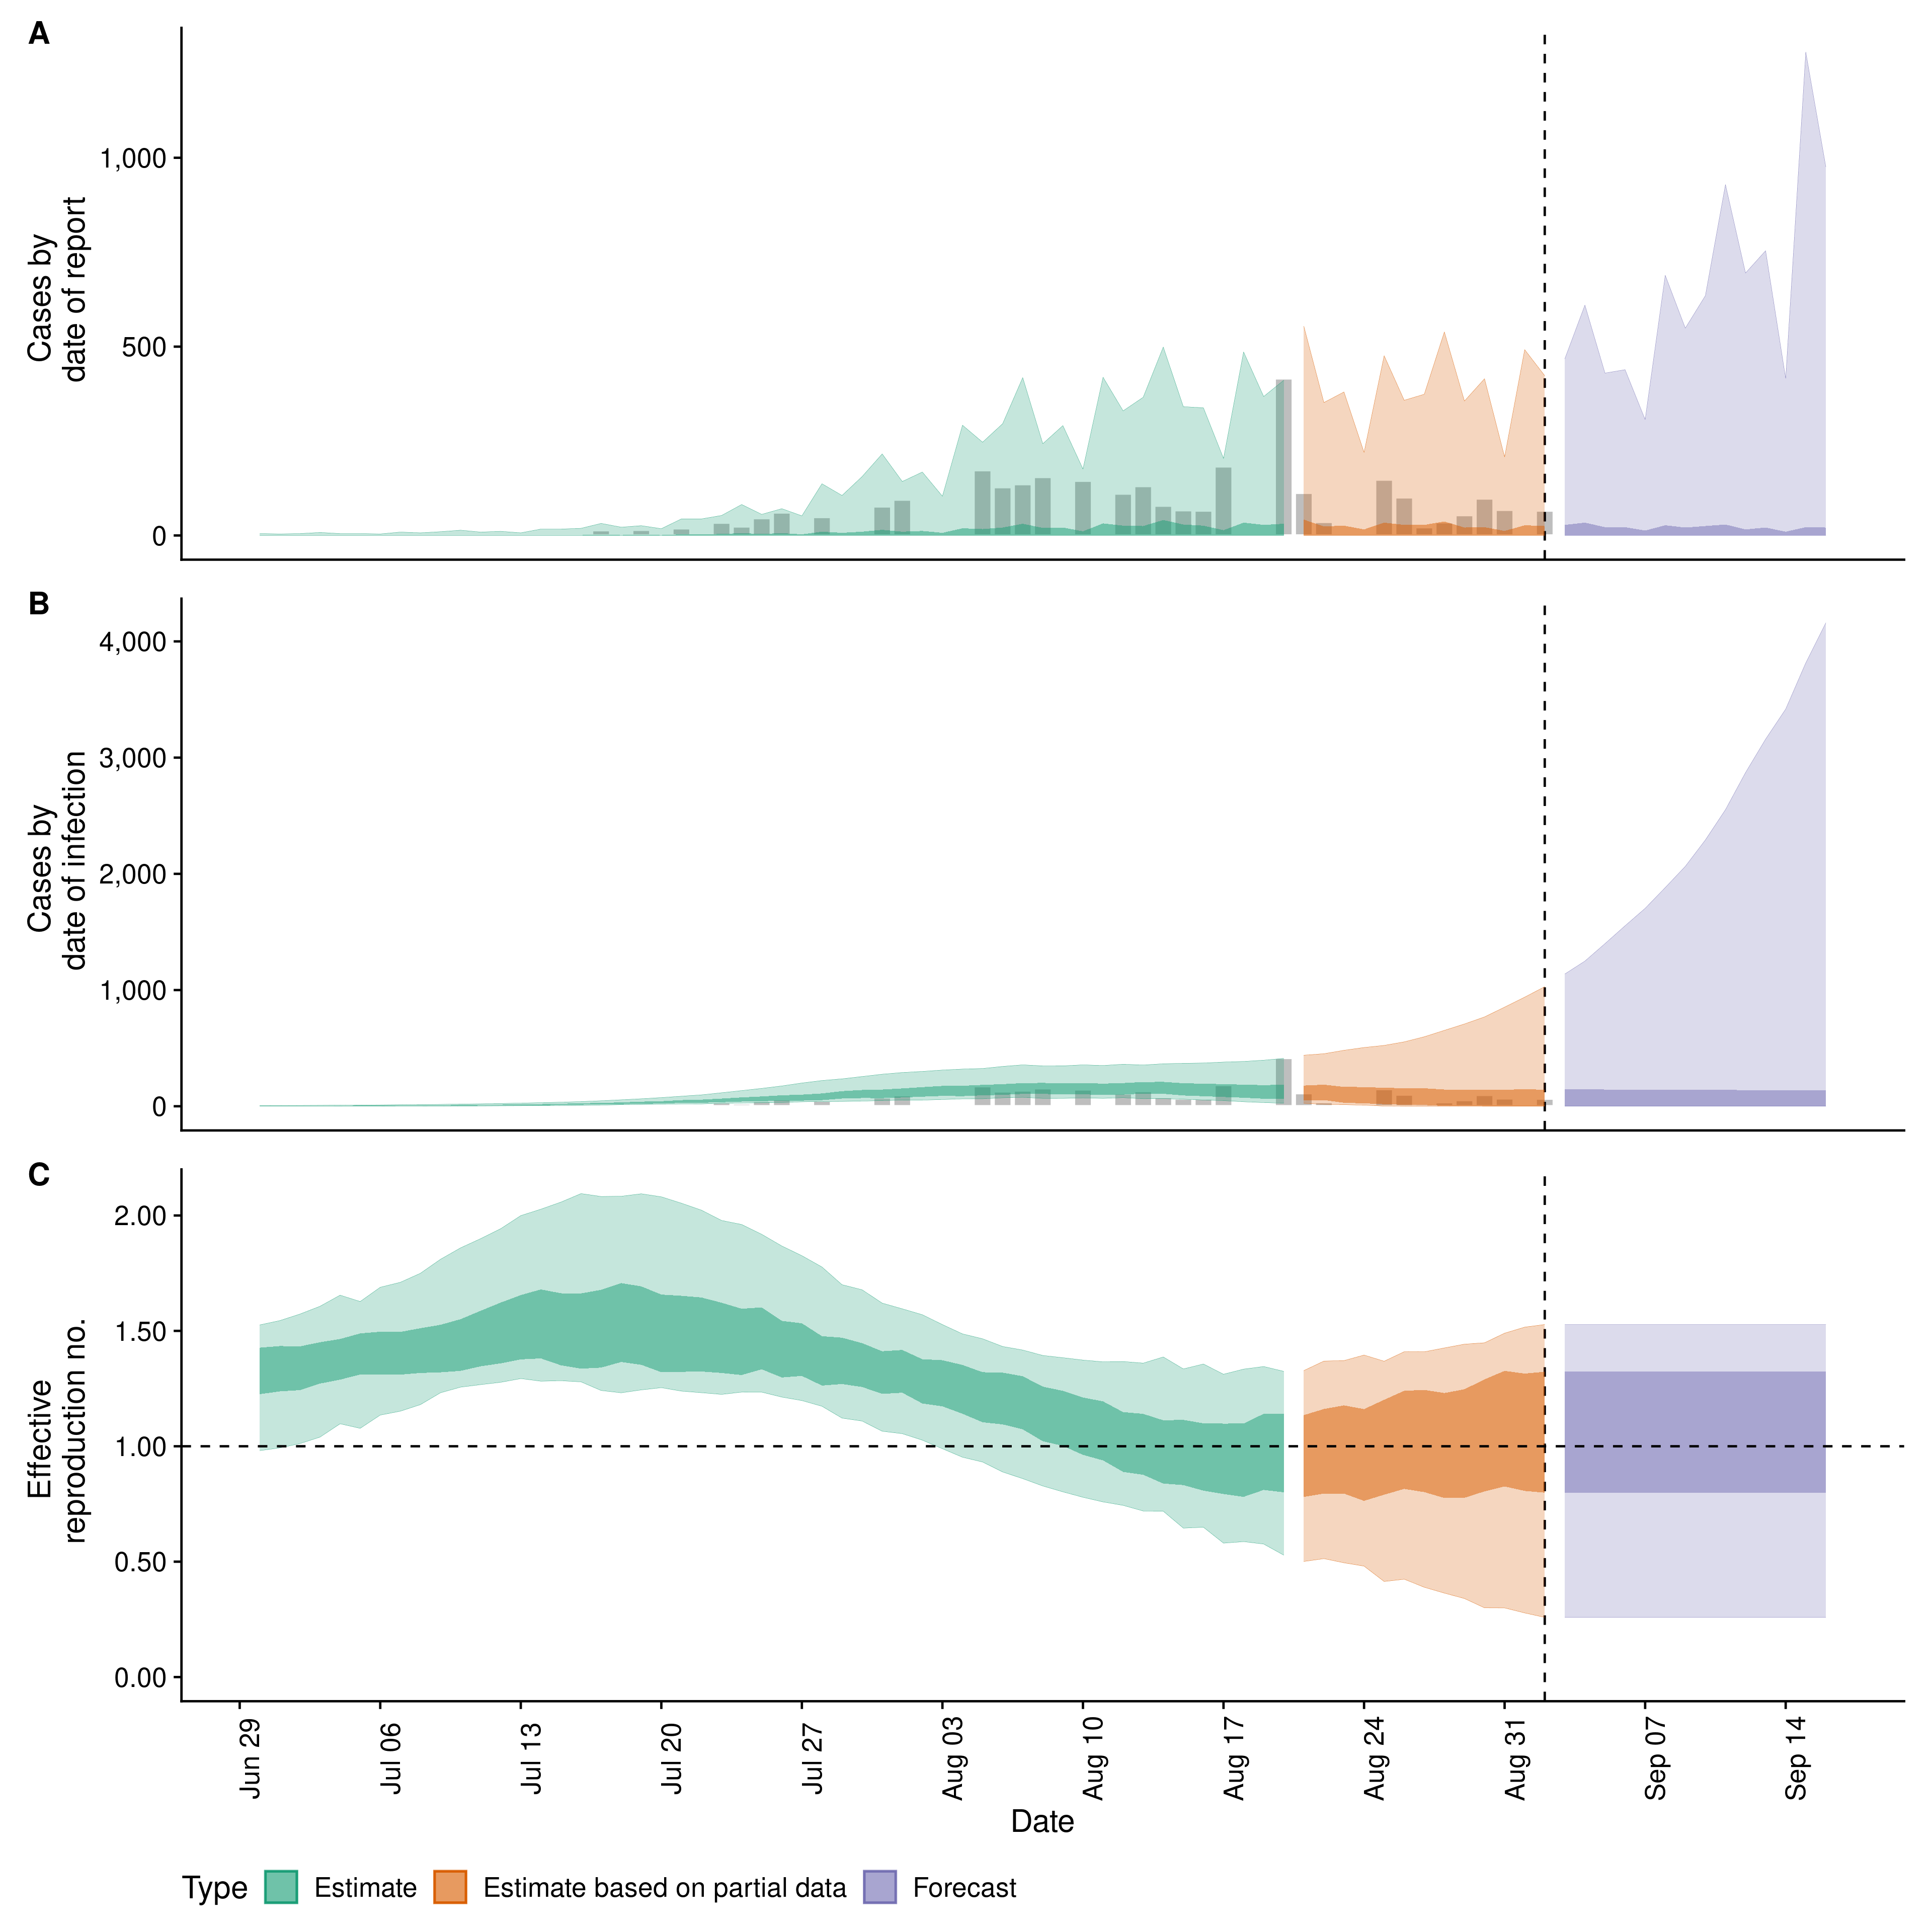 A
Cases by
date of report
1,000
500
0
B
Cases by
date of infection
4,000
3,000
2,000
1,000
0
C
Effective
reproduction no.
2.00
1.50
1.00
0.50
0.00
Jun 29
Jul 06
Jul 13
Jul 20
Jul 27
Aug 03
Aug 10
Aug 17
Aug 24
Aug 31
Sep 07
Sep 14
Date
Type Estimate Estimate based on partial data Forecast